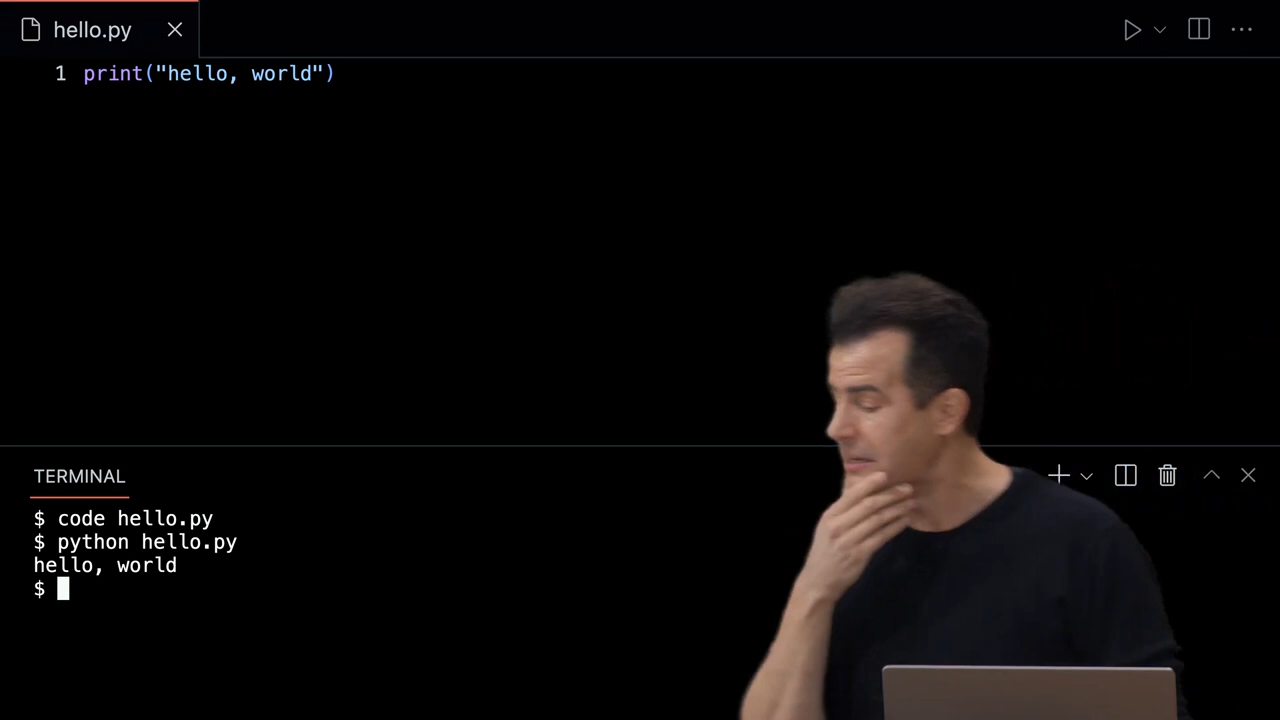 hello.py
1 print("hello, world")
TERMINAL
$ code hello.py
$ python hello.py
hello, world
$